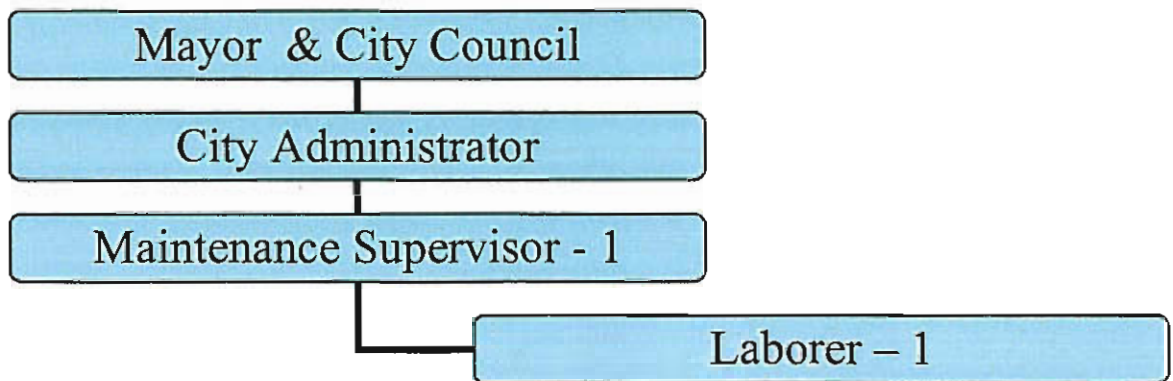 Mayor & City Council
City Administrator
Maintenance Supervisor - 1
Laborer – 1